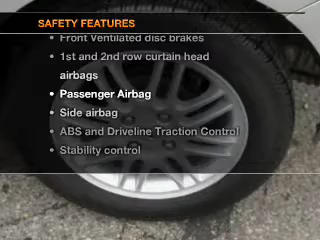 SAFETY FEATURES
• Front Ventilated disc brakes
• 1st and 2nd row curtain head
airbags
• Passenger Airbag
• Side airbag
• ABS and Driveline Traction Control
• Stability control